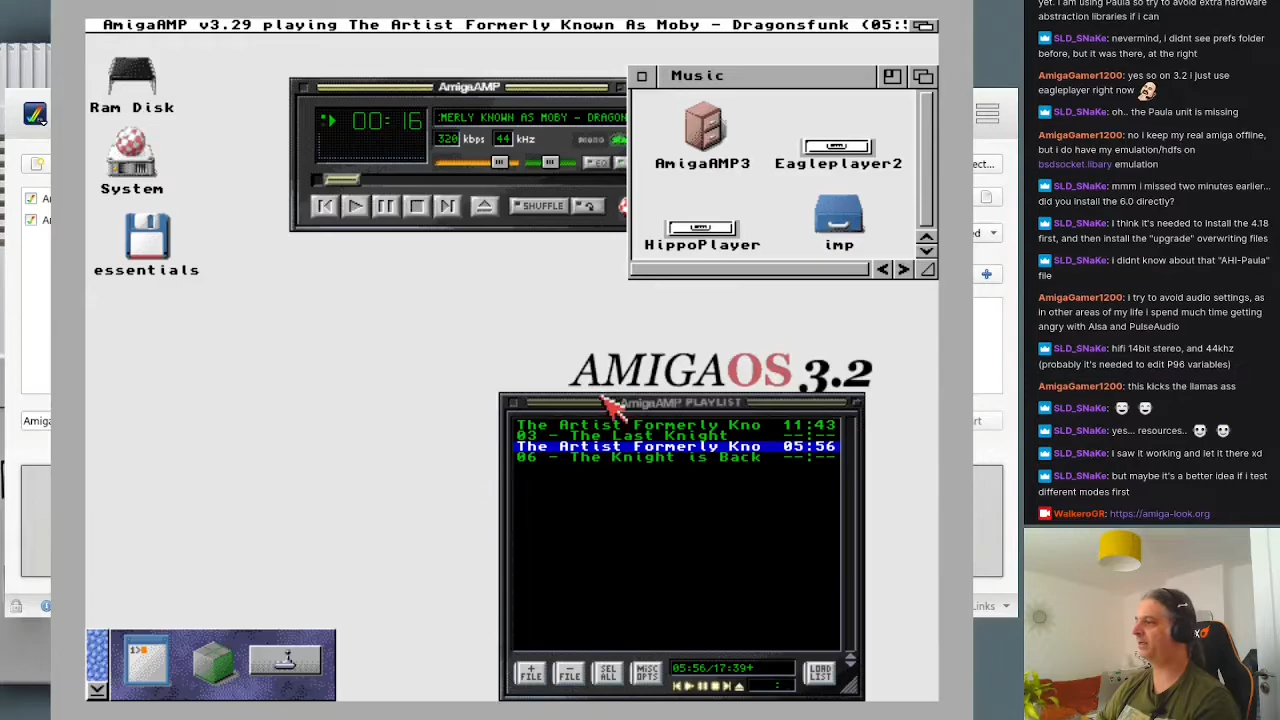 AmigaAMP v3.29 playing The Artist Formerly Known As Moby - Dragonsfunk (05:5
Ram Disk
System
essentials
AmigaAMP
00:16
:MERLY KNOWN AS MOBY - DRAGON
320 kbps 44 kHz
mono
EQ
SHUFFLE
Music
AmigaAMP3
Eagleplayer2
HippoPlayer
imp
AMIGAOS 3.2
AmigaAMP PLAYLIST
The Artist Formerly Kno 11:43
03 - The Last Knight --:--
The Artist Formerly Kno 05:56
06 - The Knight is Back --:--
+ FILE
- FILE
SEL ALL
MISC OPTS
05:56/17:39+
LOAD LIST
1>
Amiga
ect...
ed
rt
Links
yet. I am using Paula so try to avoid extra hardware
abstraction libraries if i can
SLD_SNaKe: nevermind, i didnt see prefs folder
before, but it was there, at the right
AmigaGamer1200: yes so on 3.2 i just use
eagleplayer right now
SLD_SNaKe: oh.. the Paula unit is missing
AmigaGamer1200: no i keep my real amiga offline,
but i do have my emulation/hdfs on
bsdsocket.libary emulation
SLD_SNaKe: mmm i missed two minutes earlier...
did you install the 6.0 directly?
SLD_SNaKe: I think it's needed to install the 4.18
first, and then install the "upgrade" overwriting files
SLD_SNaKe: i didnt know about that "AHI-Paula"
file
AmigaGamer1200: i try to avoid audio settings, as
in other areas of my life i spend much time getting
angry with Alsa and PulseAudio
SLD_SNaKe: hifi 14bit stereo, and 44khz
(probably it's needed to edit P96 variables)
AmigaGamer1200: this kicks the llamas ass
SLD_SNaKe:
SLD_SNaKe: yes... resources..
SLD_SNaKe: I saw it working and let it there xd
SLD_SNaKe: but maybe it's a better idea if i test
different modes first
WalkeroGR: https://amiga-look.org